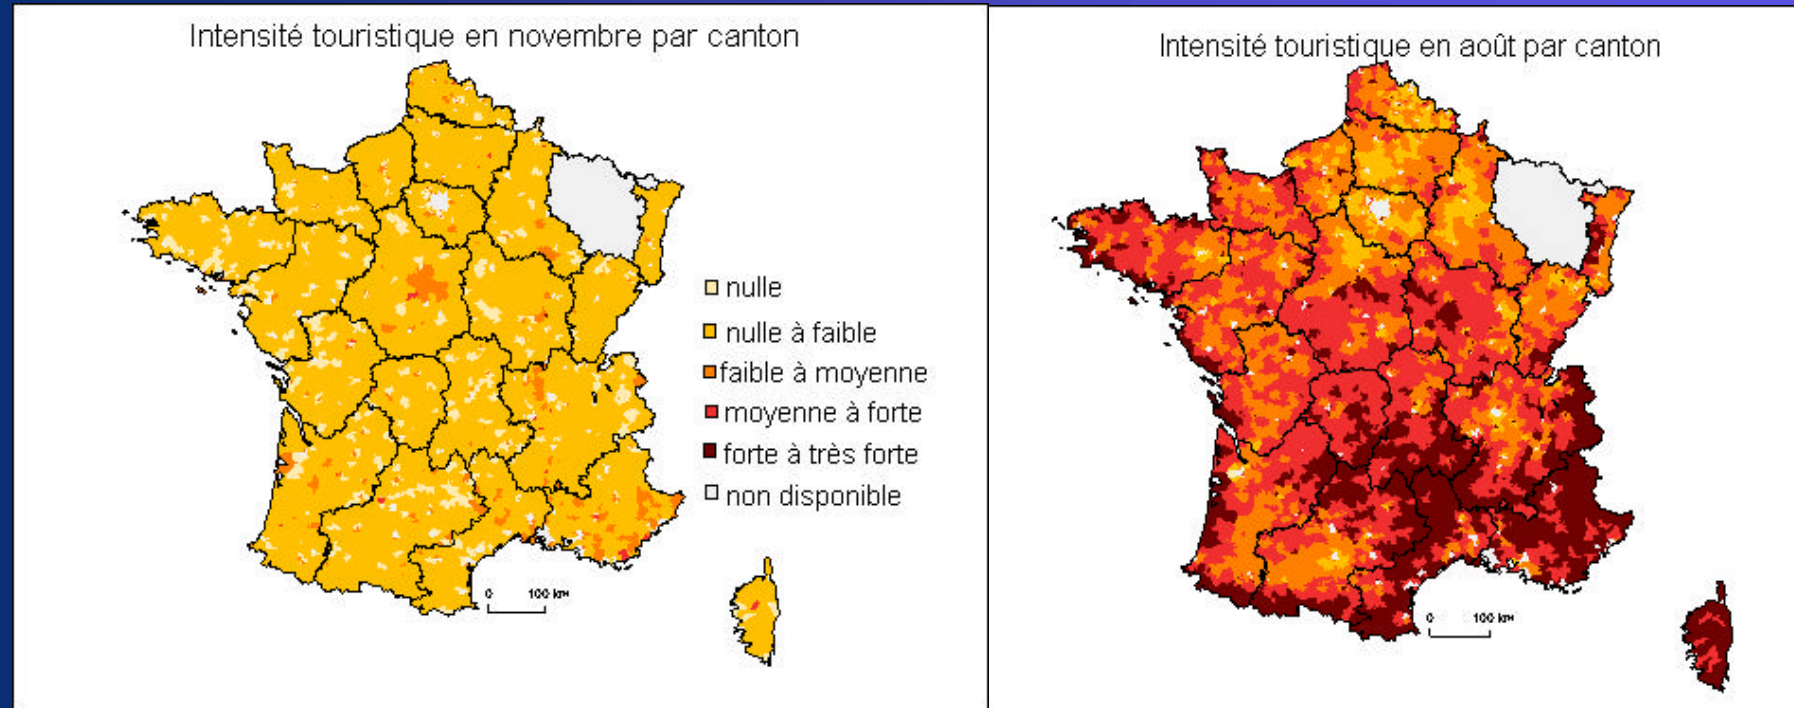 Intensité touristique en novembre par canton
nulle
nulle à faible
faible à moyenne
moyenne à forte
forte à très forte
non disponible
0 100 km
Intensité touristique en août par canton
0 100 km